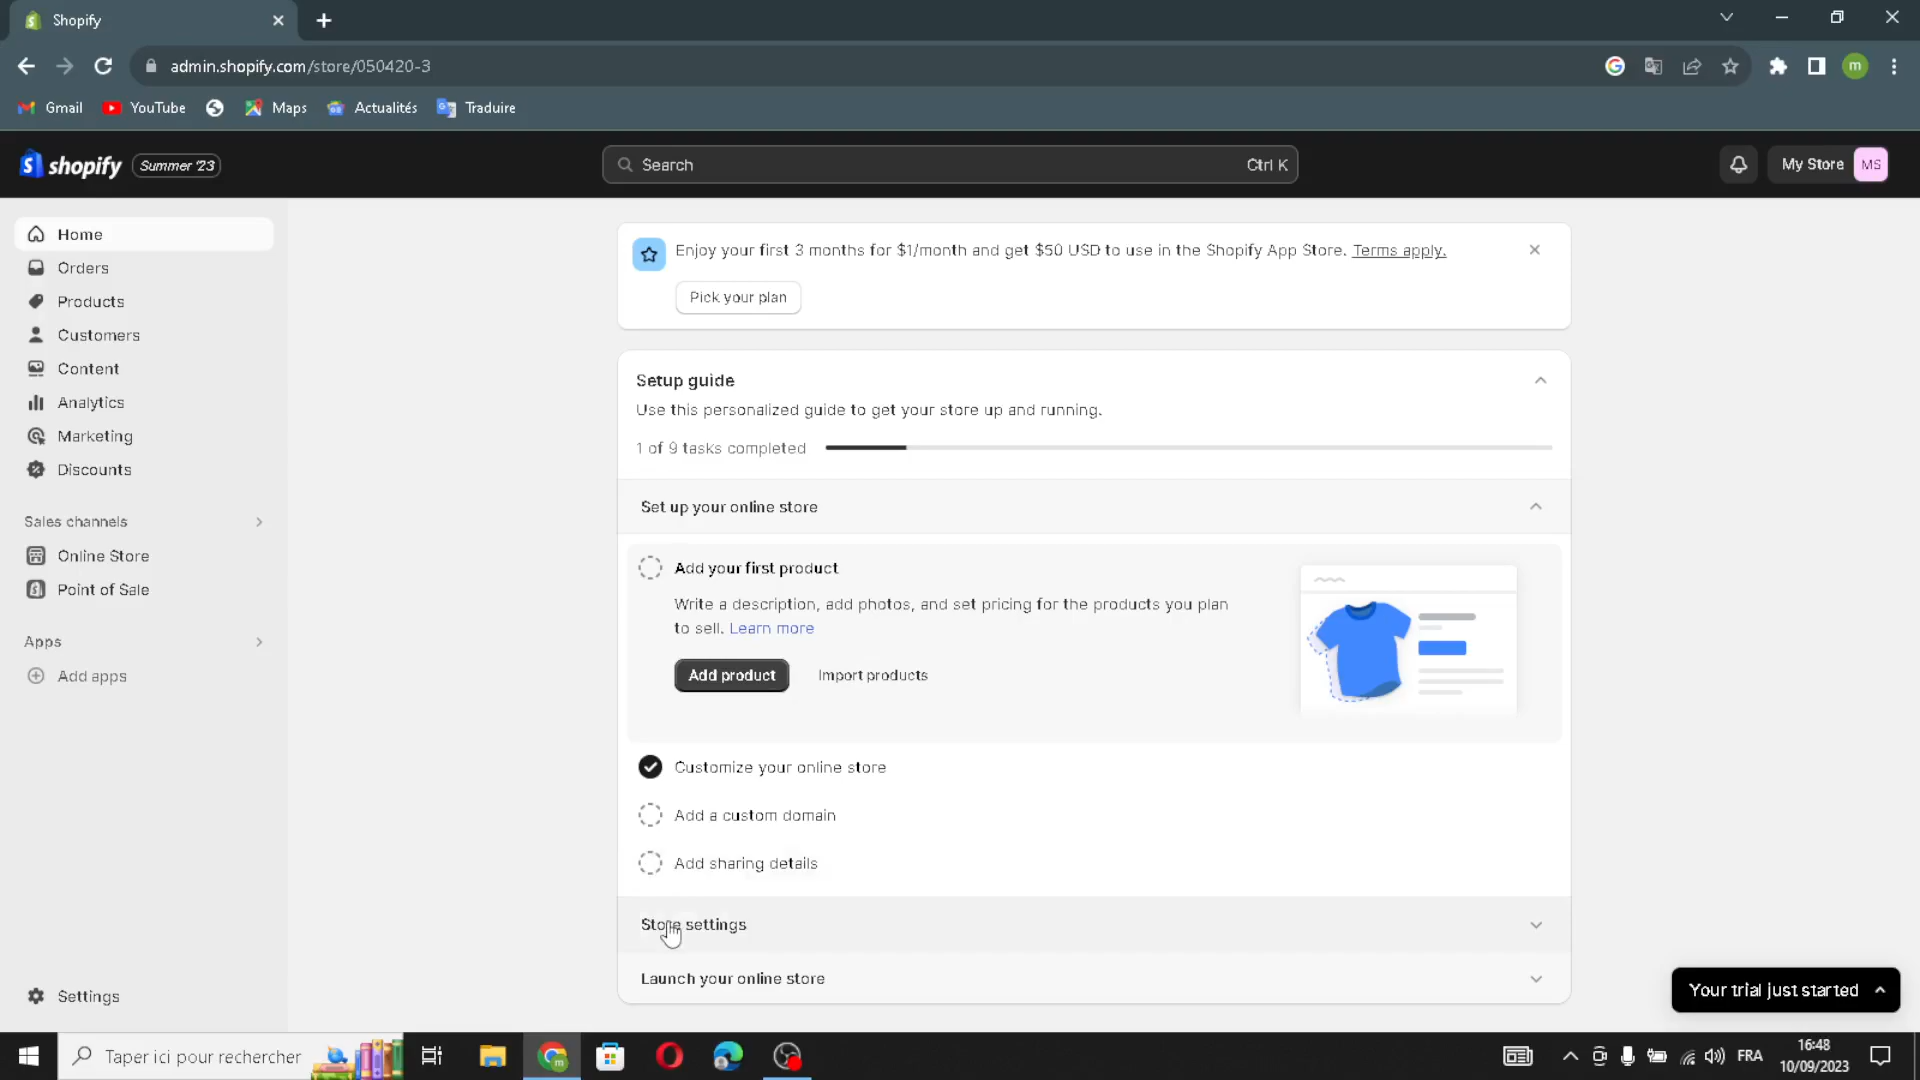 Shopify
admin.shopify.com/store/050420-3
m
Gmail
YouTube
Maps
Actualités
Traduire
shopify
Summer '23
Search
Ctrl K
My Store
MS
Home
Orders
Products
Customers
Content
Analytics
Marketing
Discounts
Sales channels
Online Store
Point of Sale
Apps
Add apps
Settings
Enjoy your first 3 months for $1/month and get $50 USD to use in the Shopify App Store. Terms apply.
Pick your plan
Setup guide
Use this personalized guide to get your store up and running.
1 of 9 tasks completed
Set up your online store
Add your first product
Write a description, add photos, and set pricing for the products you plan
to sell. Learn more
Add product
Import products
Customize your online store
Add a custom domain
Add sharing details
Store settings
Launch your online store
Your trial just started
Taper ici pour rechercher
FRA
16:48
10/09/2023